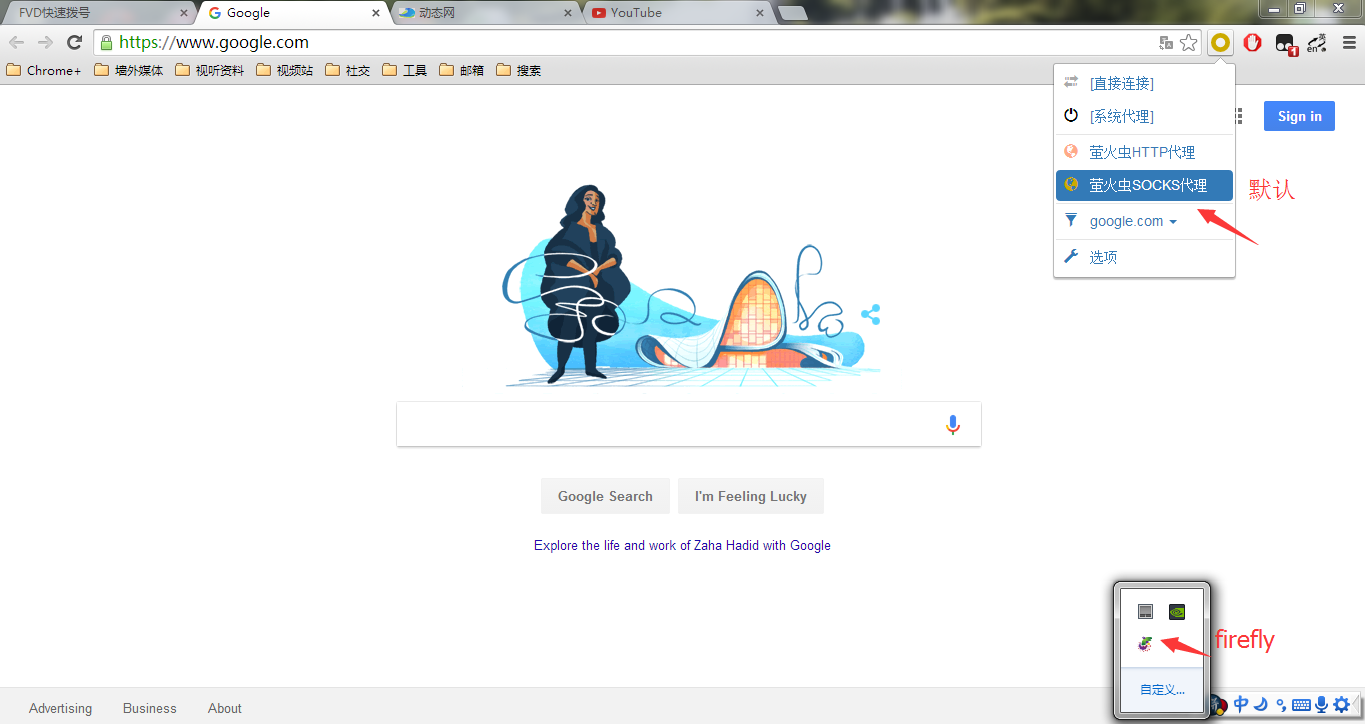 FVD快速拨号
Google
动态网
YouTube
https://www.google.com
Chrome+
墙外媒体
视听资料
视频站
社交
工具
邮箱
搜索
[直接连接]
[系统代理]
萤火虫HTTP代理
萤火虫SOCKS代理
google.com
选项
默认
Sign in
Google Search
I'm Feeling Lucky
Explore the life and work of Zaha Hadid with Google
firefly
自定义...
Advertising
Business
About
中